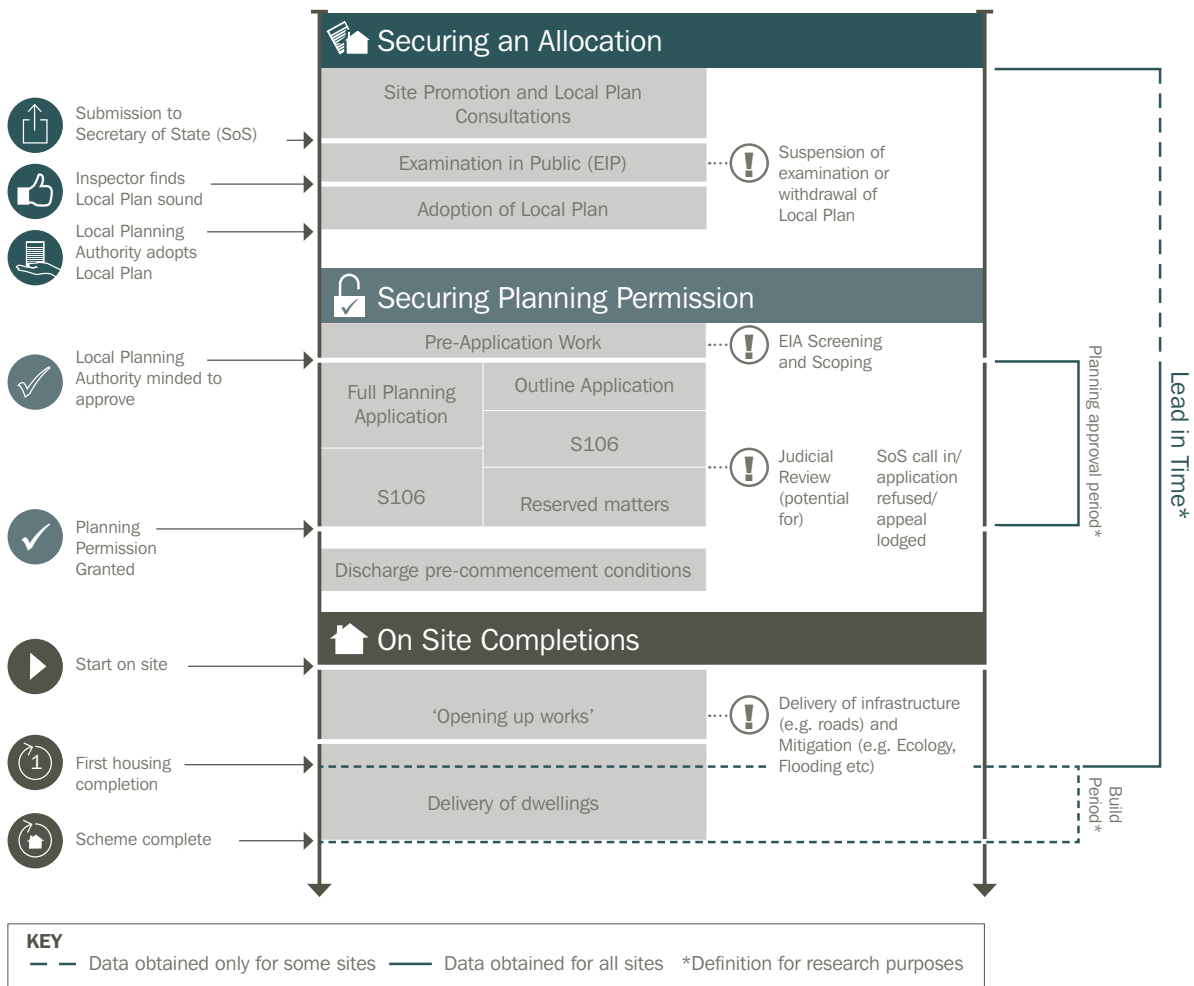 Securing an Allocation
Site Promotion and Local Plan
Consultations
Submission to
Secretary of State (SoS)
Examination in Public (EIP)
Suspension of
examination or
withdrawal of
Local Plan
Inspector finds
Local Plan sound
Adoption of Local Plan
Local Planning
Authority adopts
Local Plan
Securing Planning Permission
Pre-Application Work
EIA Screening
and Scoping
Local Planning
Authority minded to
approve
Full Planning
Application
Outline Application
S106
S106
Reserved matters
Judicial
Review
(potential
for)
SoS call in/
application
refused/
appeal
lodged
Planning
Permission
Granted
Discharge pre-commencement conditions
Planning approval period*
Lead in Time*
On Site Completions
Start on site
'Opening up works'
Delivery of infrastructure
(e.g. roads) and
Mitigation (e.g. Ecology,
Flooding etc)
1
First housing
completion
Delivery of dwellings
Build
Period*
Scheme complete
KEY
Data obtained only for some sites
Data obtained for all sites
*Definition for research purposes